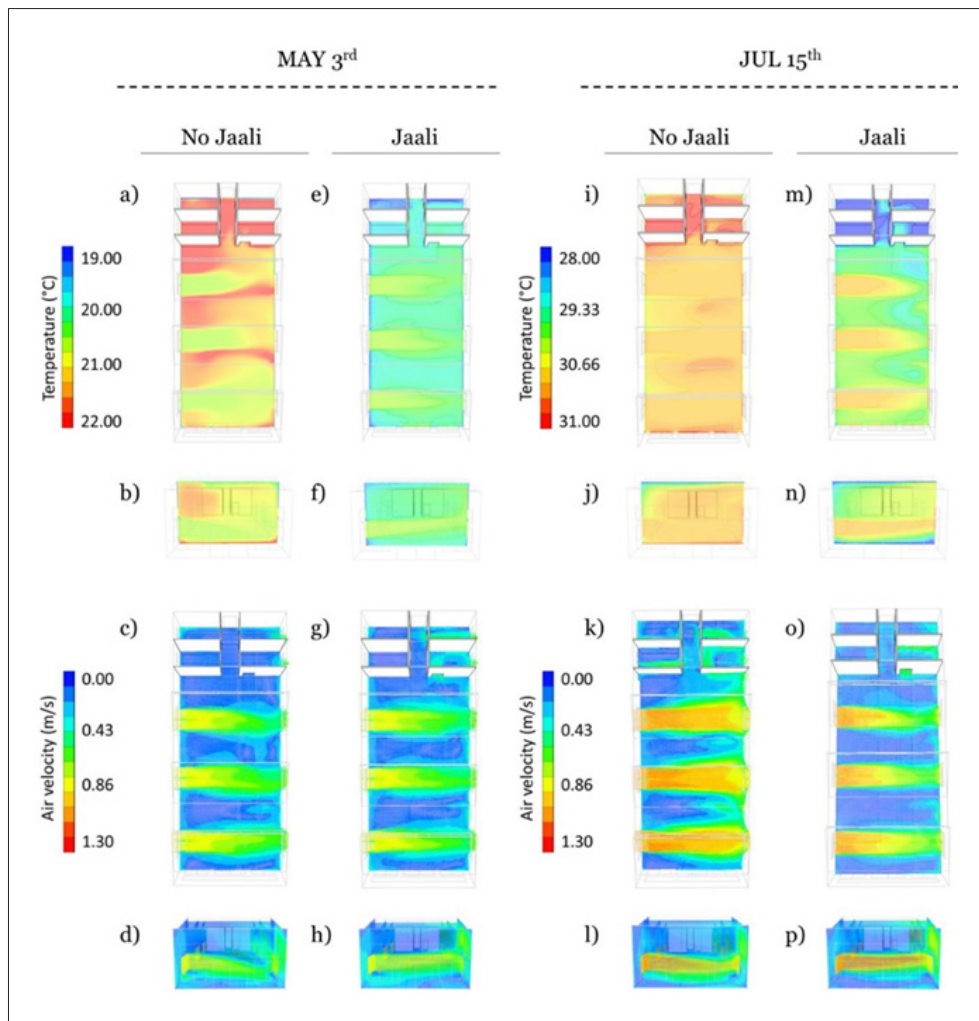 MAY 3rd
JUL 15th
No Jaali
Jaali
No Jaali
Jaali
a)
e)
i)
m)
Temperature (°C)
19.00
20.00
21.00
22.00
Temperature (°C)
28.00
29.33
30.66
31.00
b)
f)
j)
n)
c)
g)
k)
o)
Air velocity (m/s)
0.00
0.43
0.86
1.30
Air velocity (m/s)
0.00
0.43
0.86
1.30
d)
h)
l)
p)